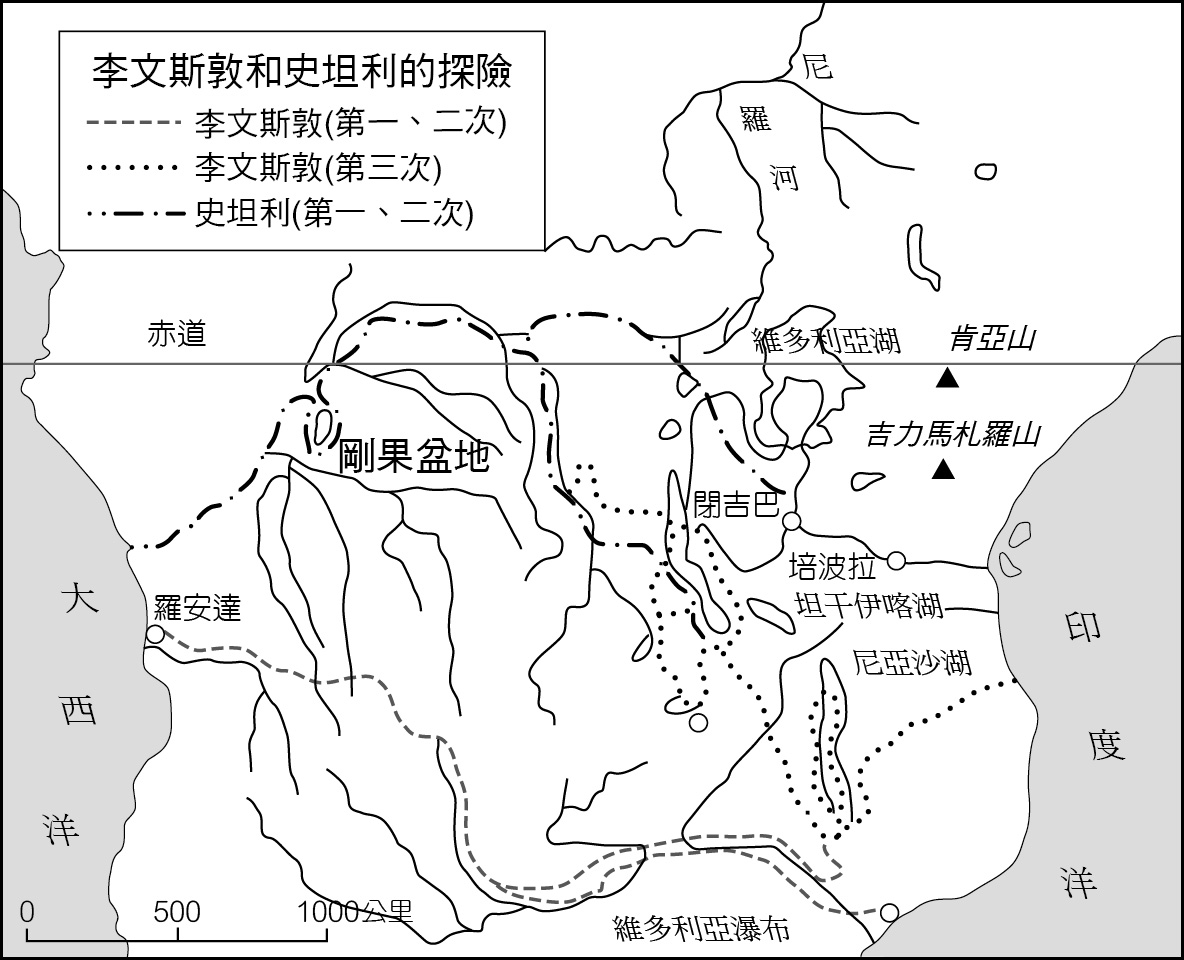 李文斯敦和史坦利的探險
李文斯敦(第一、二次)
李文斯敦(第三次)
史坦利(第一、二次)
尼
羅
河
赤道
維多利亞湖
肯亞山
吉力馬札羅山
剛果盆地
閉吉巴
培波拉
坦干伊喀湖
尼亞沙湖
羅安達
大
西
洋
印
度
洋
0 500 1000公里
維多利亞瀑布